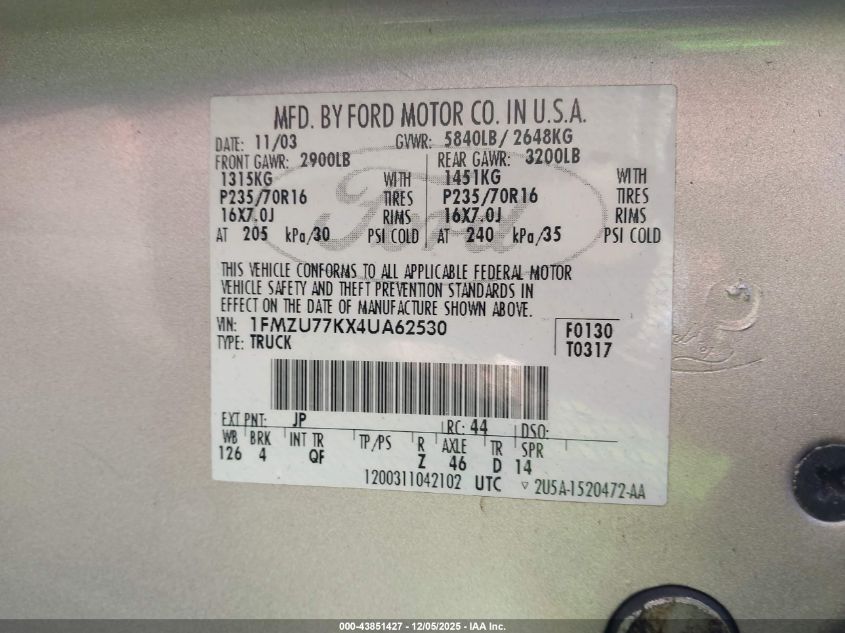 MFD. BY FORD MOTOR CO. IN U.S.A.
DATE: 11/03 GVWR: 5840LB/ 2648KG
FRONT GAWR: 2900LB REAR GAWR: 3200LB
1315KG WITH 1451KG WITH
P235/70R16 TIRES P235/70R16 TIRES
16X7.0J RIMS 16X7.0J RIMS
AT 205 kPa/30 PSI COLD AT 240 kPa/35 PSI COLD
Ford
THIS VEHICLE CONFORMS TO ALL APPLICABLE FEDERAL MOTOR
VEHICLE SAFETY AND THEFT PREVENTION STANDARDS IN
EFFECT ON THE DATE OF MANUFACTURE SHOWN ABOVE.
VIN: 1FMZU77KX4UA62530 F0130
TYPE: TRUCK T0317
EXT PNT: JP RC: 44 DSO:
WB BRK INT TR TP/PS R AXLE TR SPR
126 4 QF Z 46 D 14
1200311042102 UTC ▽ 2U5A-1520472-AA
000-43851427 - 12/05/2025 - IAA Inc.